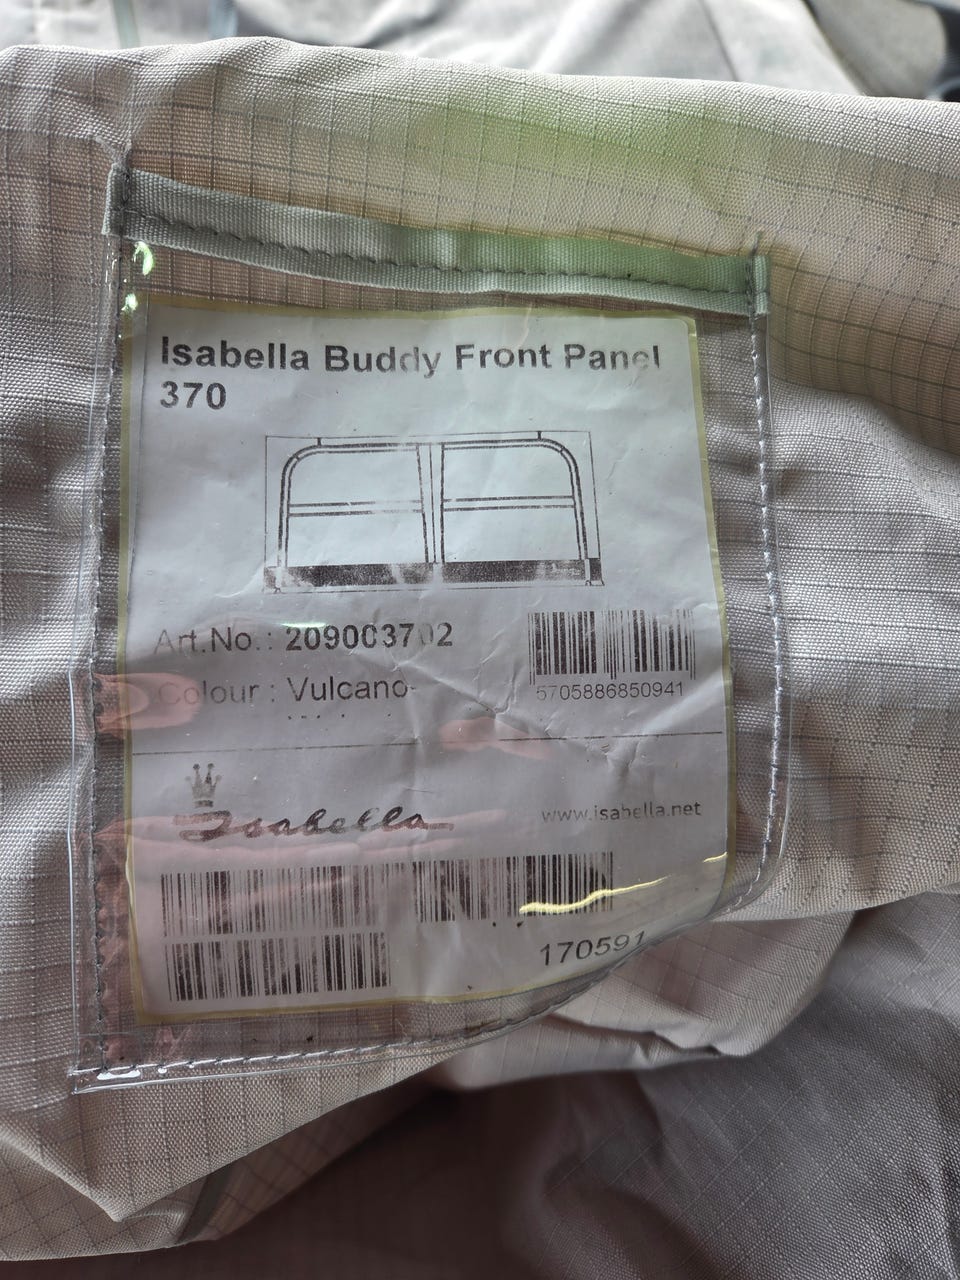 Isabella Buddy Front Panel
370
Art.No.: 209003702
5705886850941
Colour : Vulcano
Isabella
www.isabella.net
170591